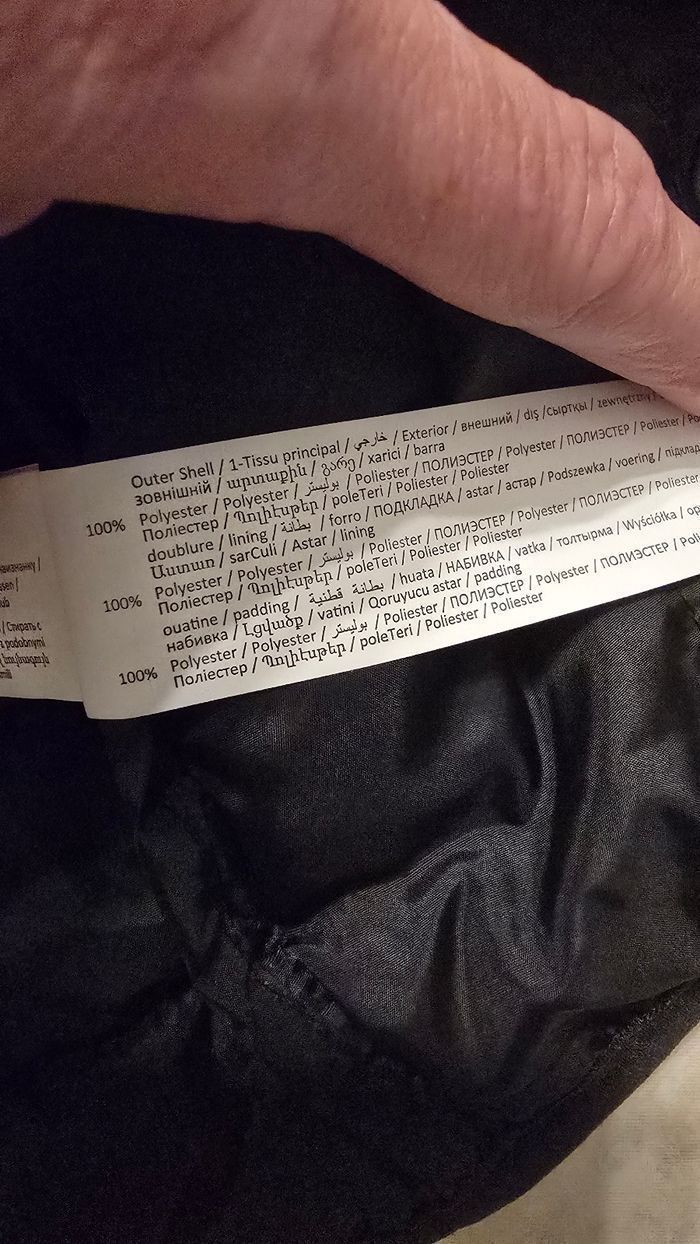 Outer Shell / 1-Tissu principal / خارجي / Exterior / внешний / dış /сыртқы / zewnętrzny /
зовнішній / արտաքին / გარე / xarici / barra
100% Polyester / Polyester / بوليستر / Poliester / ПОЛИЭСТЕР / Polyester / ПОЛИЭСТЕР / Poliester /
Поліестер / Պոլիէսթեր / poleTeri / Poliester / Poliester
doublure / lining / بطانة / forro / ПОДКЛАДКА / astar / астар / Podszewka / voering /
Աստառ / sarCuli / Astar / lining
100% Polyester / Polyester / بوليستر / Poliester / ПОЛИЭСТЕР / Polyester / ПОЛИЭСТЕР / Poliester
Поліестер / Պոլիէսթեր / poleTeri / Poliester / Poliester
ouatine / padding / بطانة قطنية / huata / НАБИВКА / vatka / толтырма / Wyściółka /
набивка / Լցվածք / vatini / Qoruyucu astar / padding
100% Polyester / Polyester / بوليستر / Poliester / ПОЛИЭСТЕР / Polyester / ПОЛИЭСТЕР /
Поліестер / Պոլիէսթեր / poleTeri / Poliester / Poliester
/ Стирать с
podobnymi